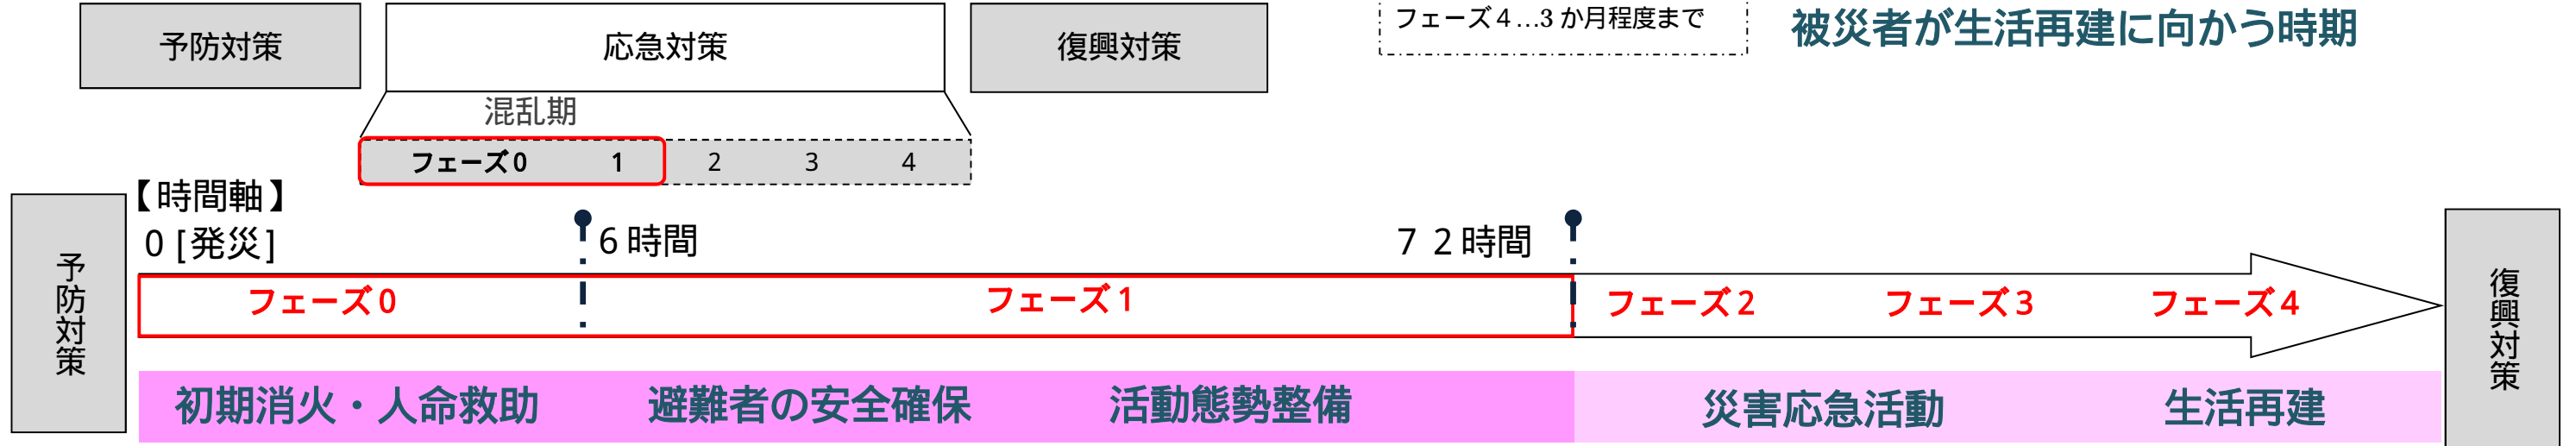 予防対策
応急対策
復興対策
フェーズ4…3か月程度まで
被災者が生活再建に向かう時期
混乱期
フェーズ0 1 2 3 4
【時間軸】
0 [発災]
6時間
７２時間
予防対策
フェーズ0
フェーズ1
フェーズ2
フェーズ3
フェーズ4
復興対策
初期消火・人命救助
避難者の安全確保
活動態勢整備
災害応急活動
生活再建